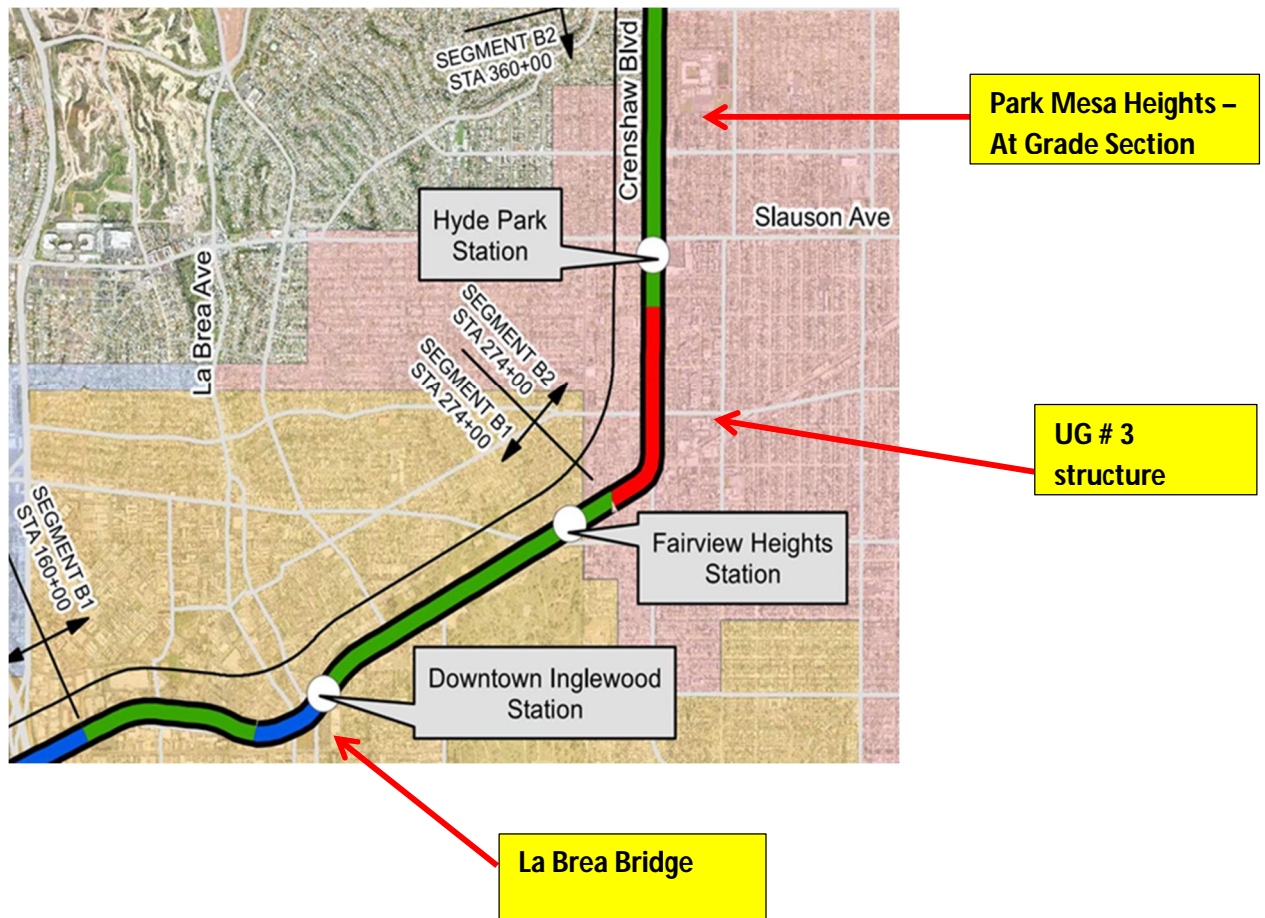 SEGMENT B2
STA 360+00
Crenshaw Blvd
Park Mesa Heights –
At Grade Section
Hyde Park
Station
Slauson Ave
La Brea Ave
SEGMENT B2
STA 274+00
SEGMENT B1
STA 274+00
UG # 3
structure
SEGMENT B1
STA 160+00
Fairview Heights
Station
Downtown Inglewood
Station
La Brea Bridge